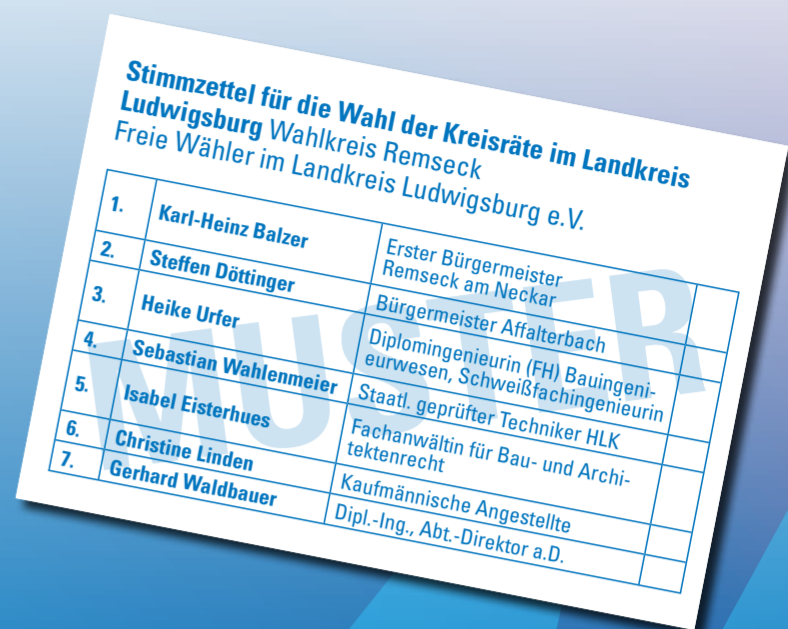 Stimmzettel für die Wahl der Kreisräte im Landkreis
Ludwigsburg Wahlkreis Remseck
Freie Wähler im Landkreis Ludwigsburg e.V.
1. Karl-Heinz Balzer Erster Bürgermeister
Remseck am Neckar
2. Steffen Döttinger Bürgermeister Affalterbach
3. Heike Urfer Diplomingenieurin (FH) Bauingeni-
eurwesen, Schweißfachingenieurin
4. Sebastian Wahlenmeier Staatl. geprüfter Techniker HLK
5. Isabel Eisterhues Fachanwältin für Bau- und Archi-
tektenrecht
6. Christine Linden Kaufmännische Angestellte
7. Gerhard Waldbauer Dipl.-Ing., Abt.-Direktor a.D.
MUSTER